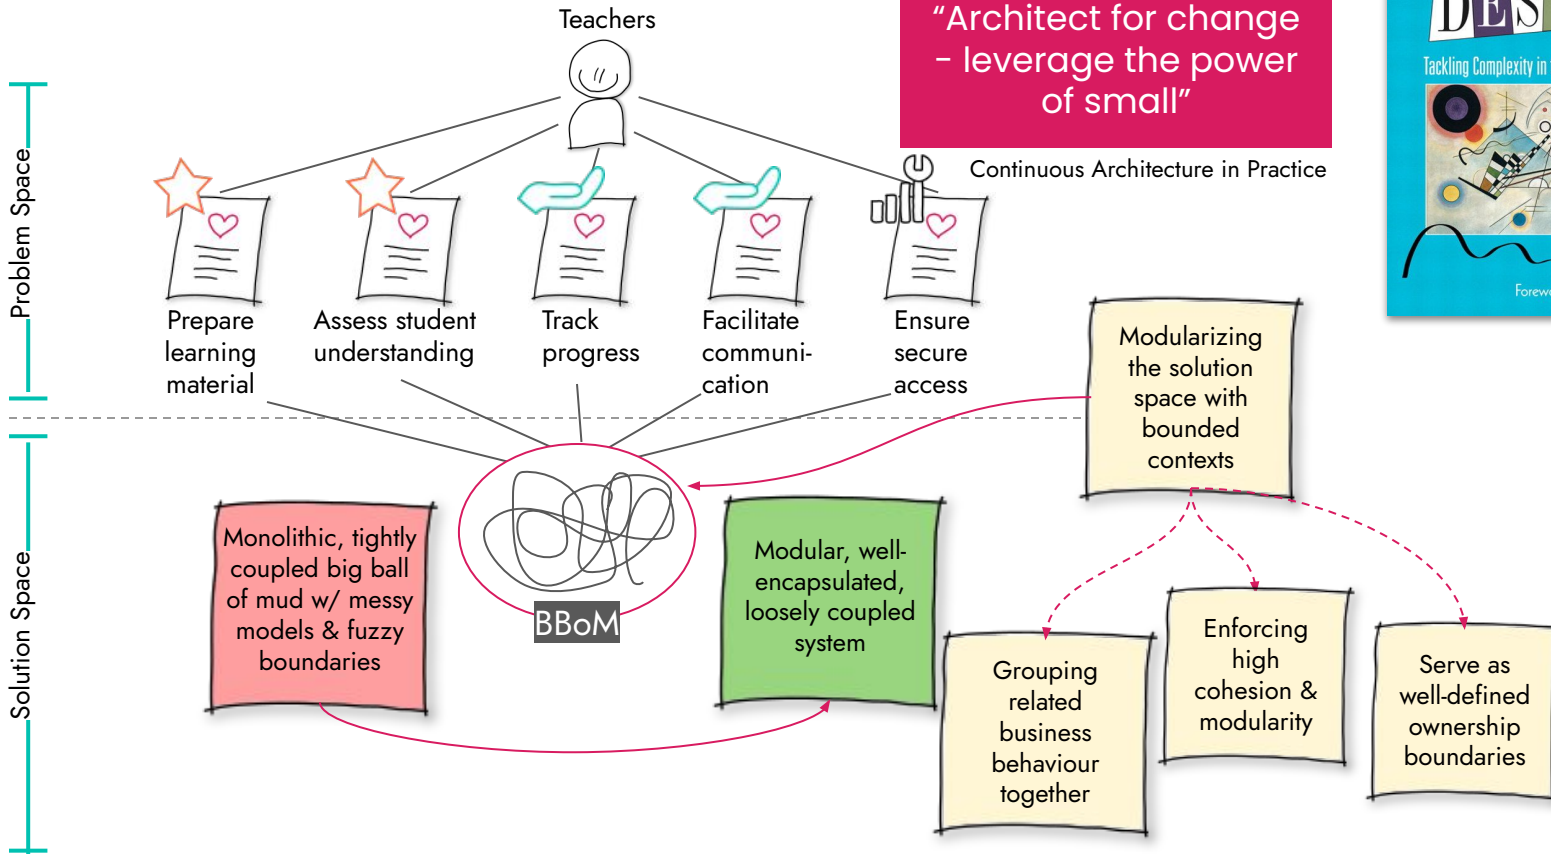 Teachers
“Architect for change
- leverage the power
of small”
Continuous Architecture in Practice
DES
Tackling Complexity in
Problem Space
Prepare
learning
material
Assess student
understanding
Track
progress
Facilitate
communi-
cation
Ensure
secure
access
Modularizing
the solution
space with
bounded
contexts
Solution Space
Monolithic, tightly
coupled big ball
of mud w/ messy
models & fuzzy
boundaries
BBoM
Modular, well-
encapsulated,
loosely coupled
system
Grouping
related
business
behaviour
together
Enforcing
high
cohesion &
modularity
Serve as
well-defined
ownership
boundaries